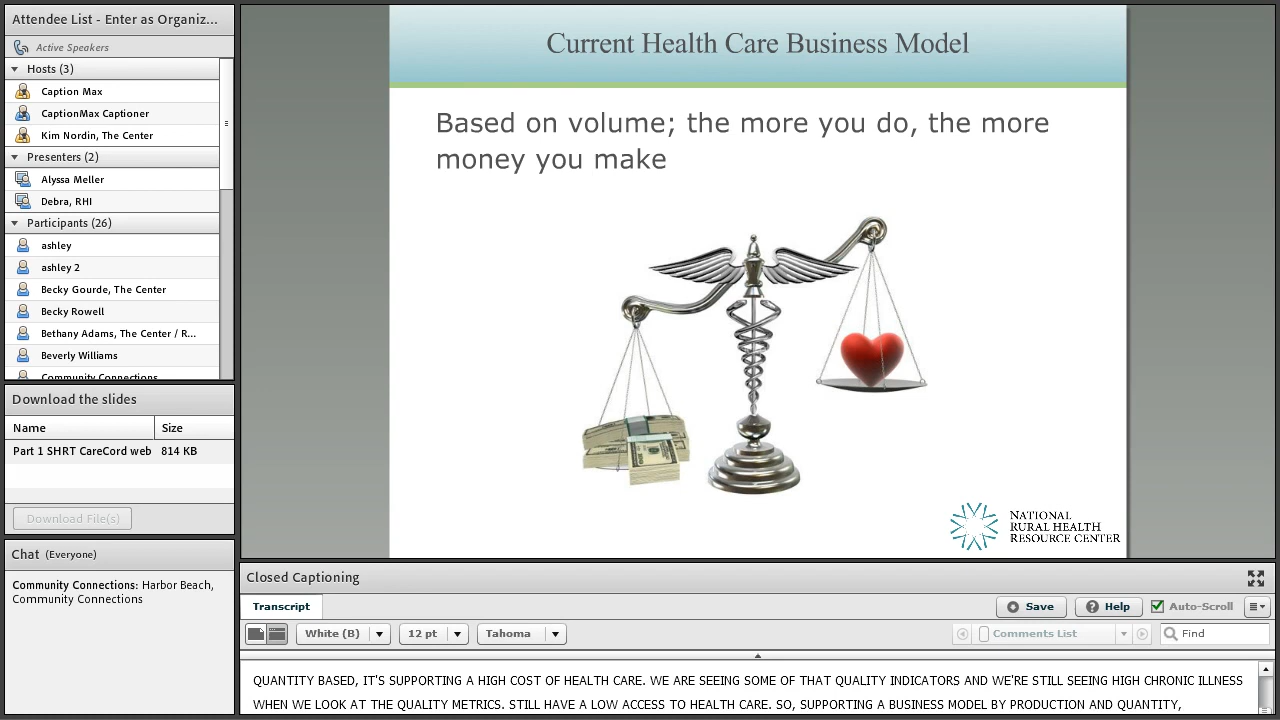 Attendee List - Enter as Organiz...
Active Speakers
Hosts (3)
Caption Max
CaptionMax Captioner
Kim Nordin, The Center
Presenters (2)
Alyssa Meller
Debra, RHI
Participants (26)
ashley
ashley 2
Becky Gourde, The Center
Becky Rowell
Bethany Adams, The Center / R...
Beverly Williams
Community Connections
Download the slides
Name Size
Part 1 SHRT CareCord web 814 KB
Download File(s)
Chat (Everyone)
Community Connections: Harbor Beach,
Community Connections
Current Health Care Business Model
Based on volume; the more you do, the more
money you make
NATIONAL
RURAL HEALTH
RESOURCE CENTER
Closed Captioning
Transcript
Save Help Auto-Scroll
White (B) 12 pt Tahoma Comments List Find
QUANTITY BASED, IT'S SUPPORTING A HIGH COST OF HEALTH CARE. WE ARE SEEING SOME OF THAT QUALITY INDICATORS AND WE'RE STILL SEEING HIGH CHRONIC ILLNESS
WHEN WE LOOK AT THE QUALITY METRICS. STILL HAVE A LOW ACCESS TO HEALTH CARE. SO, SUPPORTING A BUSINESS MODEL BY PRODUCTION AND QUANTITY,